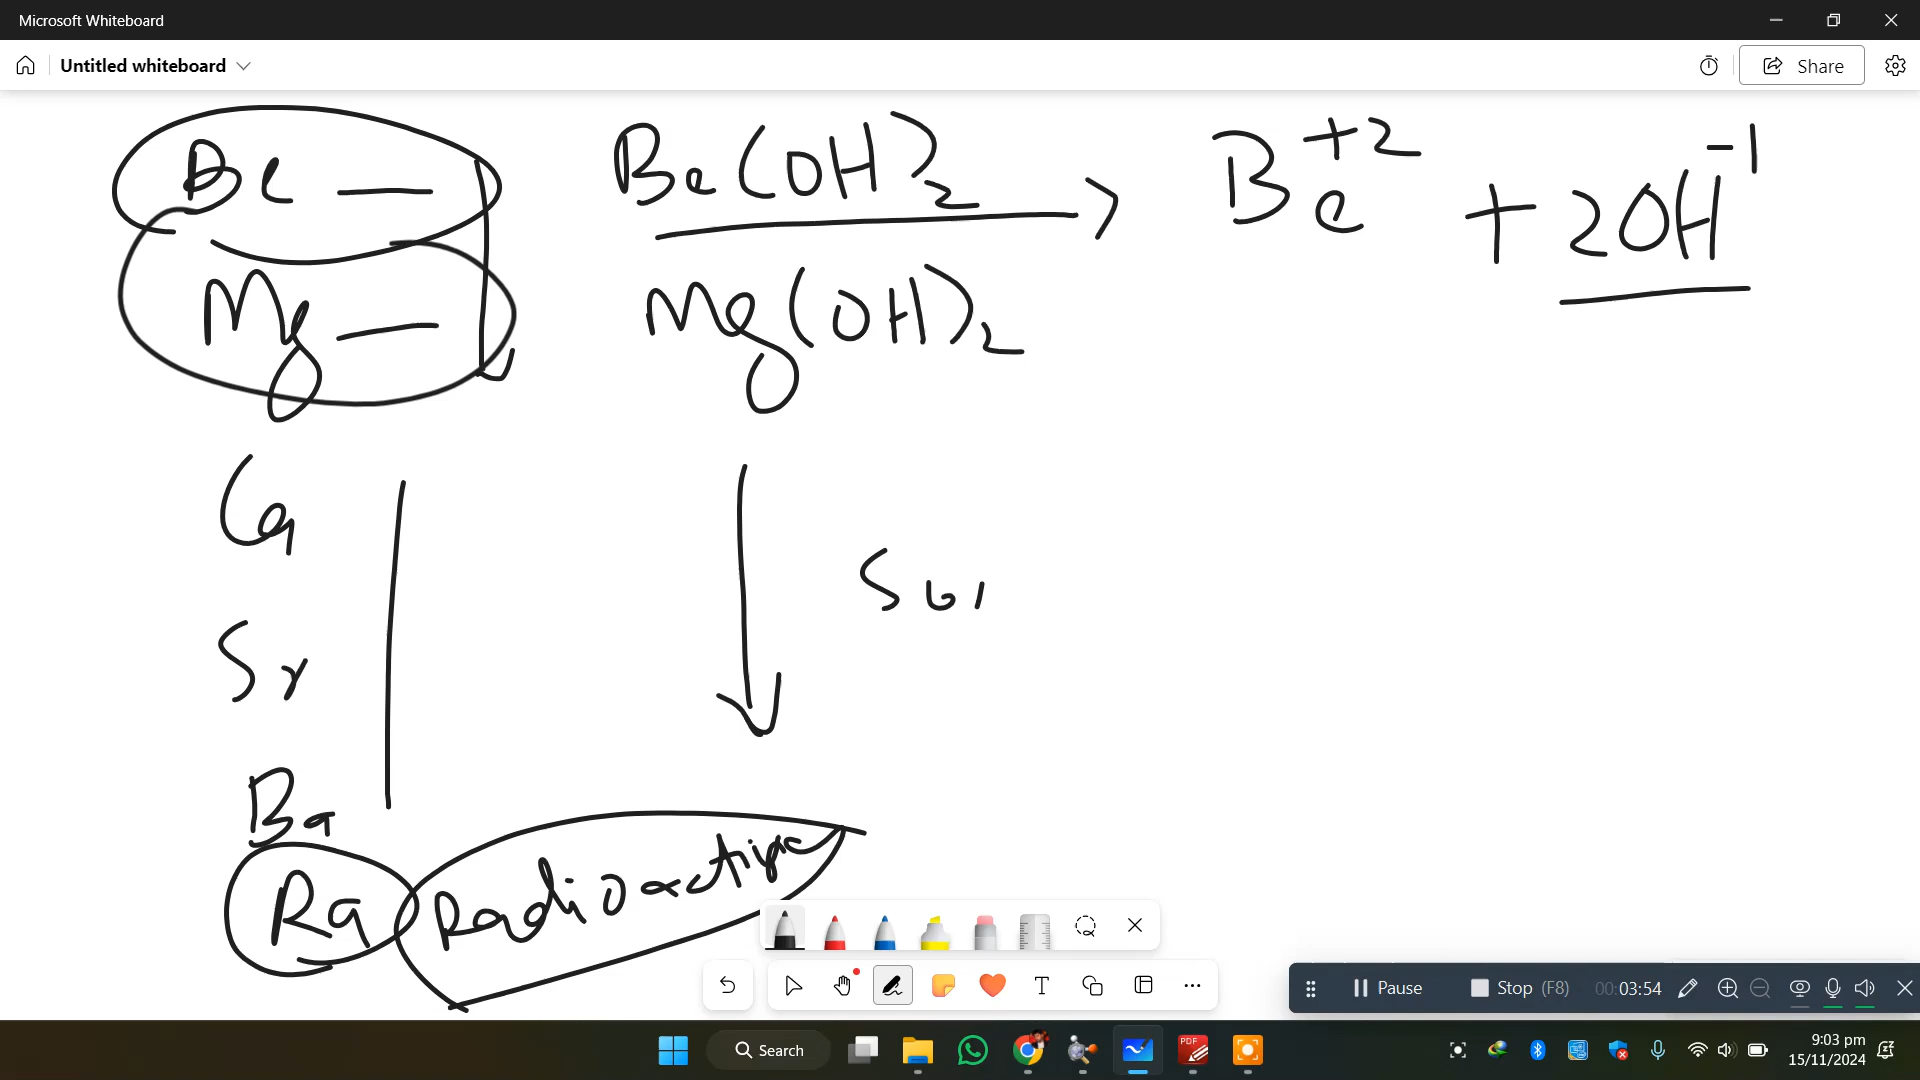 Microsoft Whiteboard
Untitled whiteboard
Share
Be —
Be(OH)₂ → Be⁺² + 2OH⁻¹
Mg —
Mg(OH)₂
Ca
Sr
Ba
Ra Radioactive
T
Pause
Stop (F8)
00:03:54
Search
PDF
9:03 pm
15/11/2024